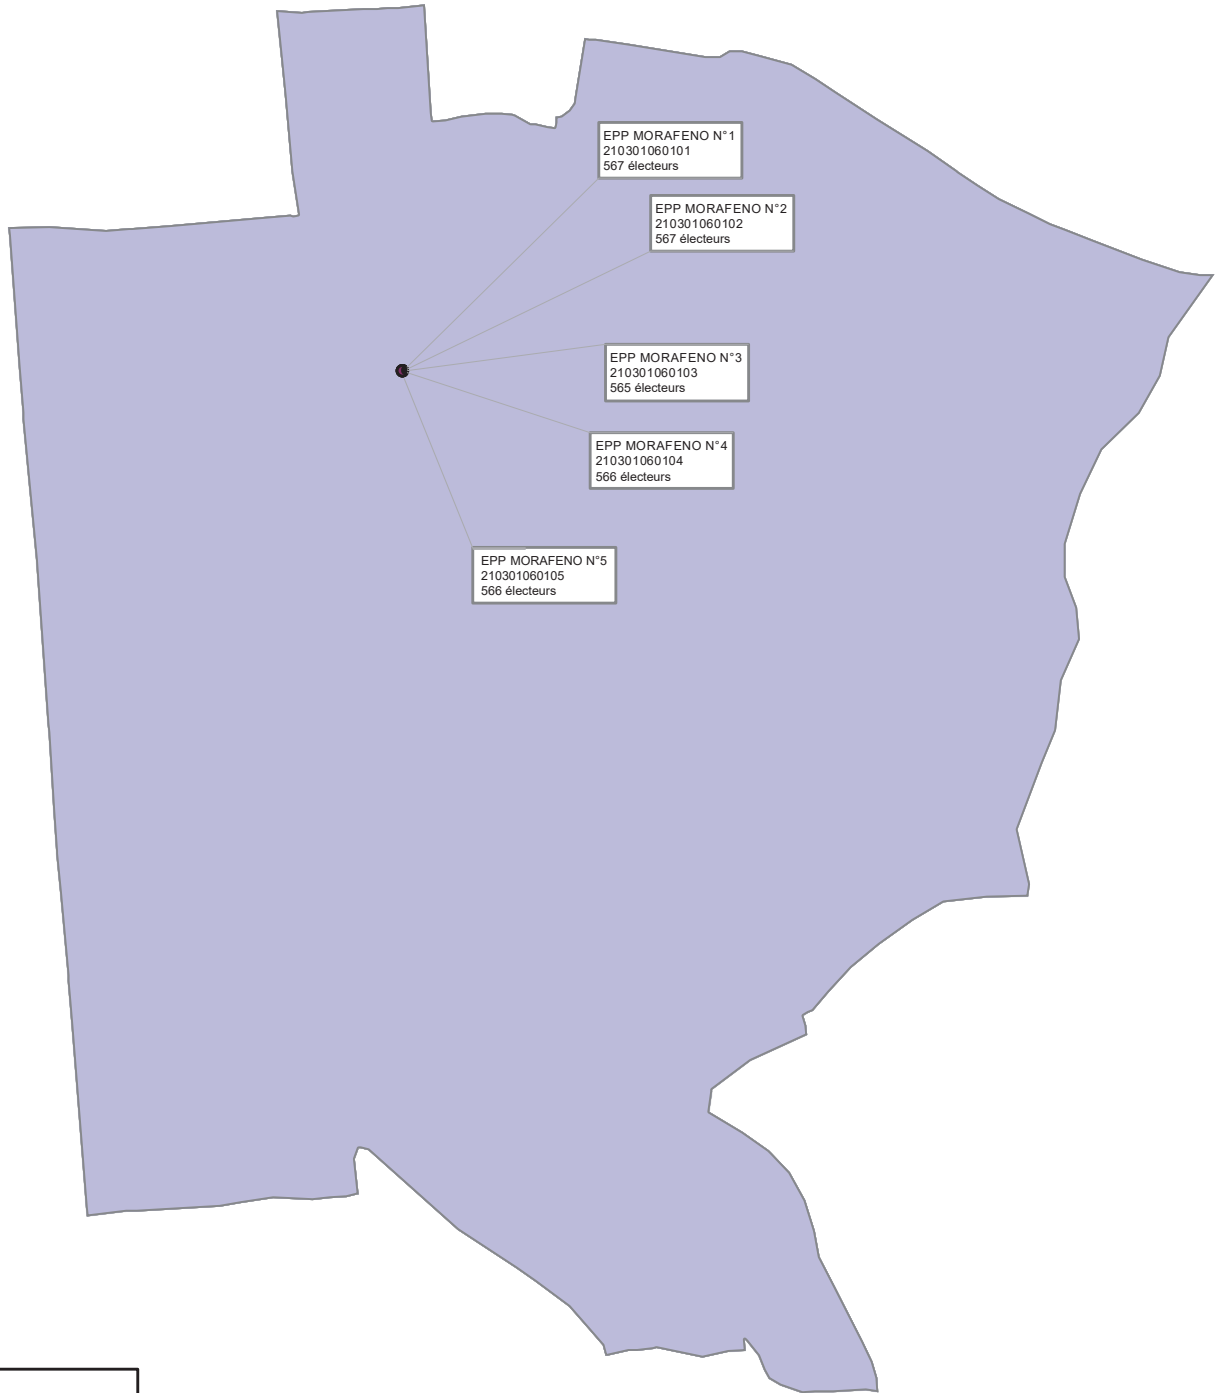 EPP MORAFENO N°1
210301060101
567 électeurs
EPP MORAFENO N°2
210301060102
567 électeurs
EPP MORAFENO N°3
210301060103
565 électeurs
EPP MORAFENO N°4
210301060104
566 électeurs
EPP MORAFENO N°5
210301060105
566 électeurs